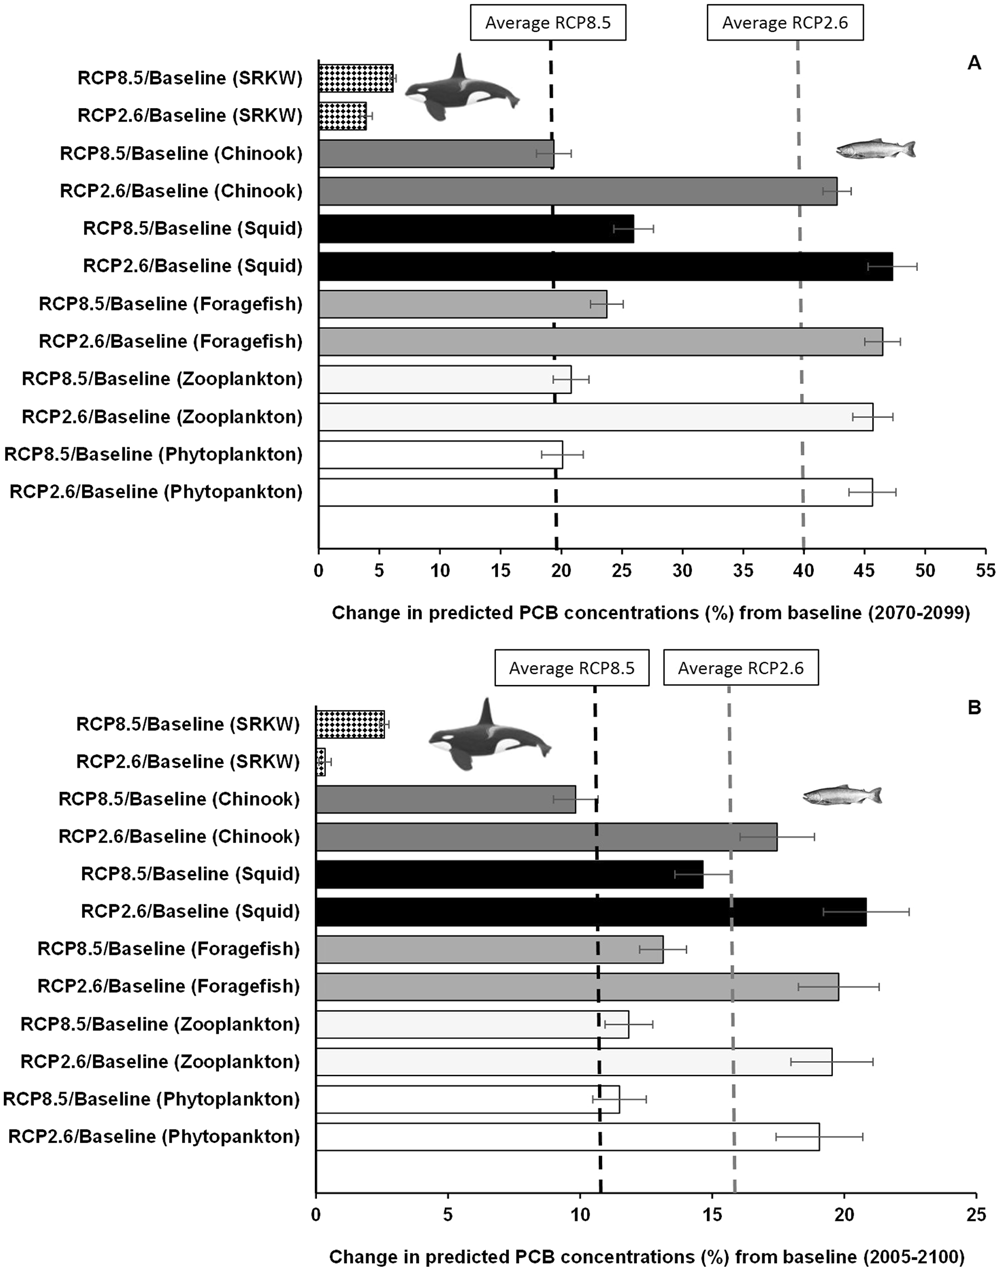 Average RCP8.5
Average RCP2.6
A
RCP8.5/Baseline (SRKW)
RCP2.6/Baseline (SRKW)
RCP8.5/Baseline (Chinook)
RCP2.6/Baseline (Chinook)
RCP8.5/Baseline (Squid)
RCP2.6/Baseline (Squid)
RCP8.5/Baseline (Foragefish)
RCP2.6/Baseline (Foragefish)
RCP8.5/Baseline (Zooplankton)
RCP2.6/Baseline (Zooplankton)
RCP8.5/Baseline (Phytoplankton)
RCP2.6/Baseline (Phytopankton)
0 5 10 15 20 25 30 35 40 45 50 55
Change in predicted PCB concentrations (%) from baseline (2070-2099)
Average RCP8.5
Average RCP2.6
B
RCP8.5/Baseline (SRKW)
RCP2.6/Baseline (SRKW)
RCP8.5/Baseline (Chinook)
RCP2.6/Baseline (Chinook)
RCP8.5/Baseline (Squid)
RCP2.6/Baseline (Squid)
RCP8.5/Baseline (Foragefish)
RCP2.6/Baseline (Foragefish)
RCP8.5/Baseline (Zooplankton)
RCP2.6/Baseline (Zooplankton)
RCP8.5/Baseline (Phytoplankton)
RCP2.6/Baseline (Phytopankton)
0 5 10 15 20 25
Change in predicted PCB concentrations (%) from baseline (2005-2100)